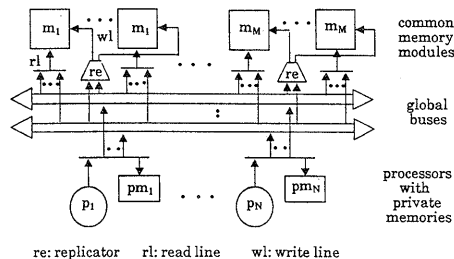 m1 m1 mM mM
wl
rl
re re
common
memory
modules
global
buses
p1 pm1 pN pmN
processors
with
private
memories
re: replicator rl: read line wl: write line